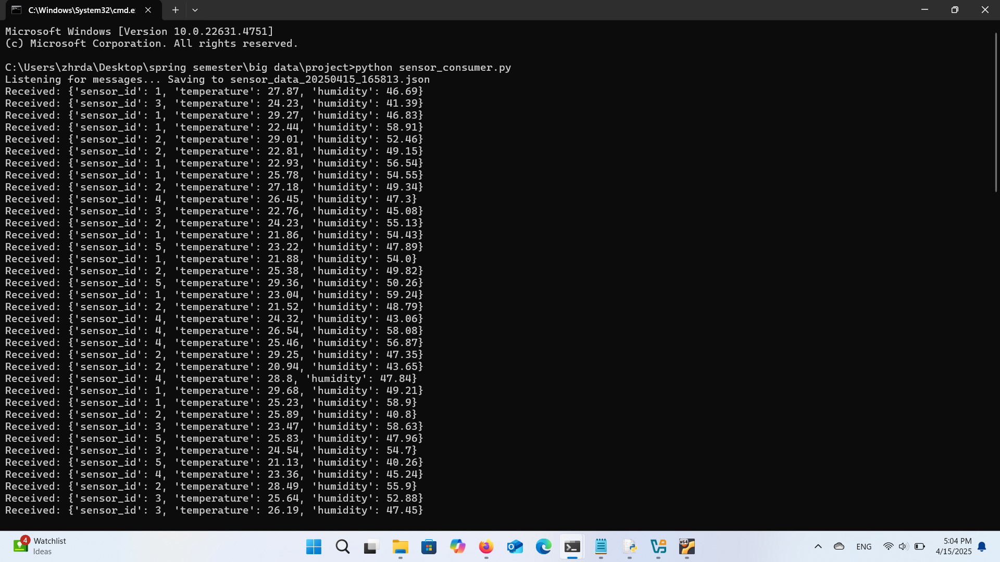 C:\Windows\System32\cmd.e
Microsoft Windows [Version 10.0.22631.4751]
(c) Microsoft Corporation. All rights reserved.
C:\Users\zhrda\Desktop\spring semester\big data\project>python sensor_consumer.py
Listening for messages... Saving to sensor_data_20250415_165813.json
Received: {'sensor_id': 1, 'temperature': 27.87, 'humidity': 46.69}
Received: {'sensor_id': 3, 'temperature': 24.23, 'humidity': 41.39}
Received: {'sensor_id': 1, 'temperature': 29.27, 'humidity': 46.83}
Received: {'sensor_id': 1, 'temperature': 22.44, 'humidity': 58.91}
Received: {'sensor_id': 2, 'temperature': 29.01, 'humidity': 52.46}
Received: {'sensor_id': 2, 'temperature': 22.81, 'humidity': 49.15}
Received: {'sensor_id': 1, 'temperature': 22.93, 'humidity': 56.54}
Received: {'sensor_id': 1, 'temperature': 25.78, 'humidity': 54.55}
Received: {'sensor_id': 2, 'temperature': 27.18, 'humidity': 49.34}
Received: {'sensor_id': 4, 'temperature': 26.45, 'humidity': 47.3}
Received: {'sensor_id': 3, 'temperature': 22.76, 'humidity': 45.08}
Received: {'sensor_id': 2, 'temperature': 24.23, 'humidity': 55.13}
Received: {'sensor_id': 1, 'temperature': 21.86, 'humidity': 54.43}
Received: {'sensor_id': 5, 'temperature': 23.22, 'humidity': 47.89}
Received: {'sensor_id': 1, 'temperature': 21.88, 'humidity': 54.0}
Received: {'sensor_id': 2, 'temperature': 25.38, 'humidity': 49.82}
Received: {'sensor_id': 5, 'temperature': 29.36, 'humidity': 50.26}
Received: {'sensor_id': 1, 'temperature': 23.04, 'humidity': 59.24}
Received: {'sensor_id': 2, 'temperature': 21.52, 'humidity': 48.79}
Received: {'sensor_id': 4, 'temperature': 24.32, 'humidity': 43.06}
Received: {'sensor_id': 4, 'temperature': 26.54, 'humidity': 58.08}
Received: {'sensor_id': 4, 'temperature': 25.46, 'humidity': 56.87}
Received: {'sensor_id': 2, 'temperature': 29.25, 'humidity': 47.35}
Received: {'sensor_id': 2, 'temperature': 20.94, 'humidity': 43.65}
Received: {'sensor_id': 4, 'temperature': 28.8, 'humidity': 47.84}
Received: {'sensor_id': 1, 'temperature': 29.68, 'humidity': 49.21}
Received: {'sensor_id': 1, 'temperature': 25.23, 'humidity': 58.9}
Received: {'sensor_id': 2, 'temperature': 25.89, 'humidity': 40.8}
Received: {'sensor_id': 3, 'temperature': 23.47, 'humidity': 58.63}
Received: {'sensor_id': 5, 'temperature': 25.83, 'humidity': 47.96}
Received: {'sensor_id': 3, 'temperature': 24.54, 'humidity': 54.7}
Received: {'sensor_id': 5, 'temperature': 21.13, 'humidity': 40.26}
Received: {'sensor_id': 4, 'temperature': 23.36, 'humidity': 45.24}
Received: {'sensor_id': 2, 'temperature': 28.49, 'humidity': 55.9}
Received: {'sensor_id': 3, 'temperature': 25.64, 'humidity': 52.88}
Received: {'sensor_id': 3, 'temperature': 26.19, 'humidity': 47.45}
4 Watchlist
Ideas
x64
ENG
5:04 PM
4/15/2025